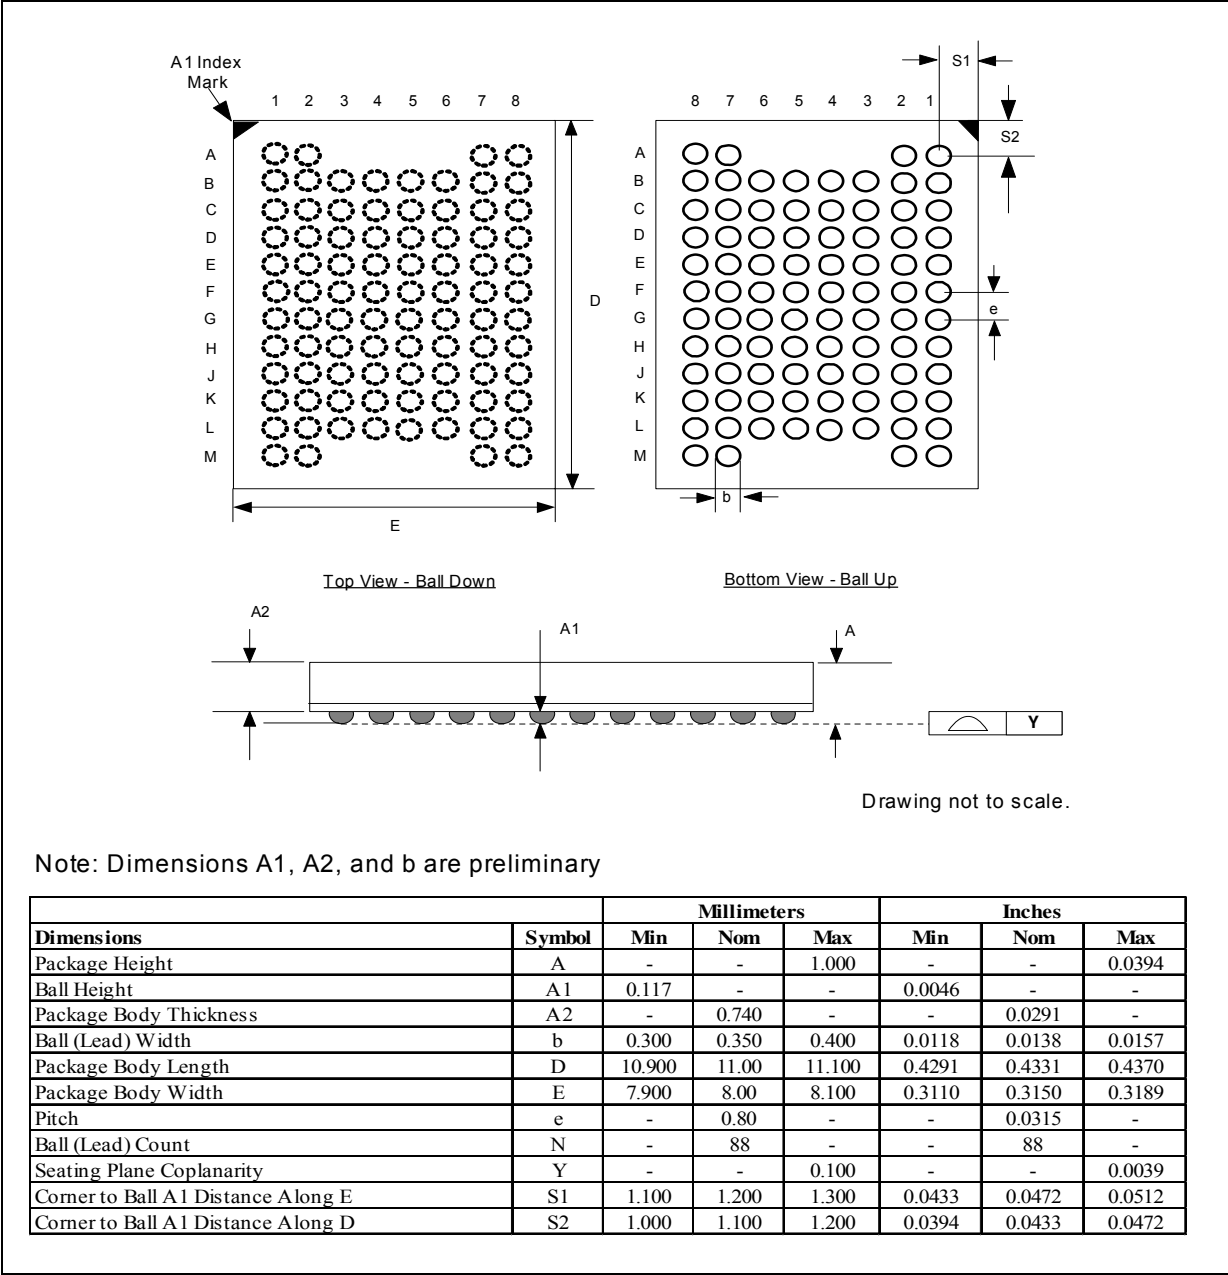 A1 Index
Mark
1 2 3 4 5 6 7 8
A
B
C
D
E
F
G
H
J
K
L
M
D
E
Top View - Ball Down
8 7 6 5 4 3 2 1
S1
S2
A
B
C
D
E
F
G
H
J
K
L
M
e
b
Bottom View - Ball Up
A2
A1
A
Y
Drawing not to scale.
Note: Dimensions A1, A2, and b are preliminary
Millimeters Inches
Dimensions Symbol Min Nom Max Min Nom Max
Package Height A - - 1.000 - - 0.0394
Ball Height A1 0.117 - - 0.0046 - -
Package Body Thickness A2 - 0.740 - - 0.0291 -
Ball (Lead) Width b 0.300 0.350 0.400 0.0118 0.0138 0.0157
Package Body Length D 10.900 11.00 11.100 0.4291 0.4331 0.4370
Package Body Width E 7.900 8.00 8.100 0.3110 0.3150 0.3189
Pitch e - 0.80 - - 0.0315 -
Ball (Lead) Count N - 88 - - 88 -
Seating Plane Coplanarity Y - - 0.100 - - 0.0039
Corner to Ball A1 Distance Along E S1 1.100 1.200 1.300 0.0433 0.0472 0.0512
Corner to Ball A1 Distance Along D S2 1.000 1.100 1.200 0.0394 0.0433 0.0472